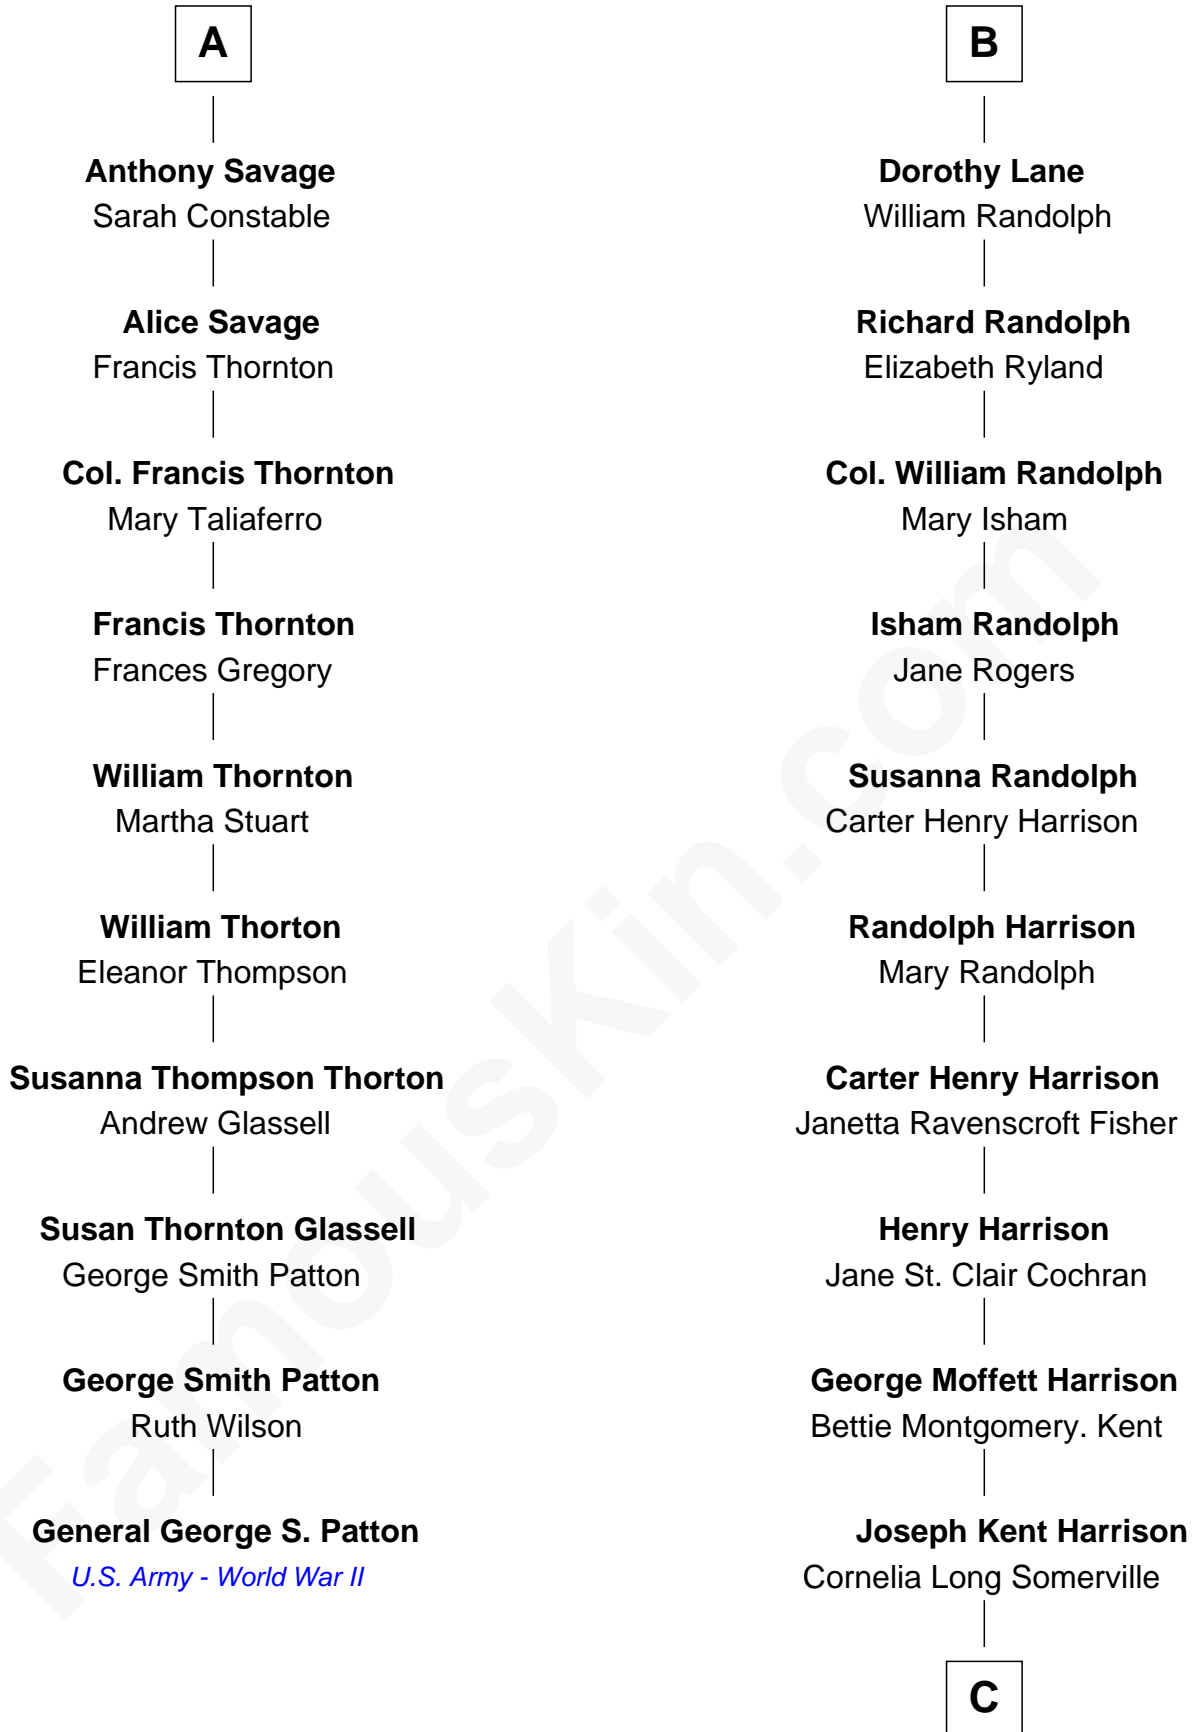 A
Anthony Savage
Sarah Constable
Alice Savage
Francis Thornton
Col. Francis Thornton
Mary Taliaferro
Francis Thornton
Frances Gregory
William Thornton
Martha Stuart
William Thorton
Eleanor Thompson
Susanna Thompson Thorton
Andrew Glassell
Susan Thornton Glassell
George Smith Patton
George Smith Patton
Ruth Wilson
General George S. Patton
U.S. Army - World War II
B
Dorothy Lane
William Randolph
Richard Randolph
Elizabeth Ryland
Col. William Randolph
Mary Isham
Isham Randolph
Jane Rogers
Susanna Randolph
Carter Henry Harrison
Randolph Harrison
Mary Randolph
Carter Henry Harrison
Janetta Ravenscroft Fisher
Henry Harrison
Jane St. Clair Cochran
George Moffett Harrison
Bettie Montgomery. Kent
Joseph Kent Harrison
Cornelia Long Somerville
C
FamousKin.com